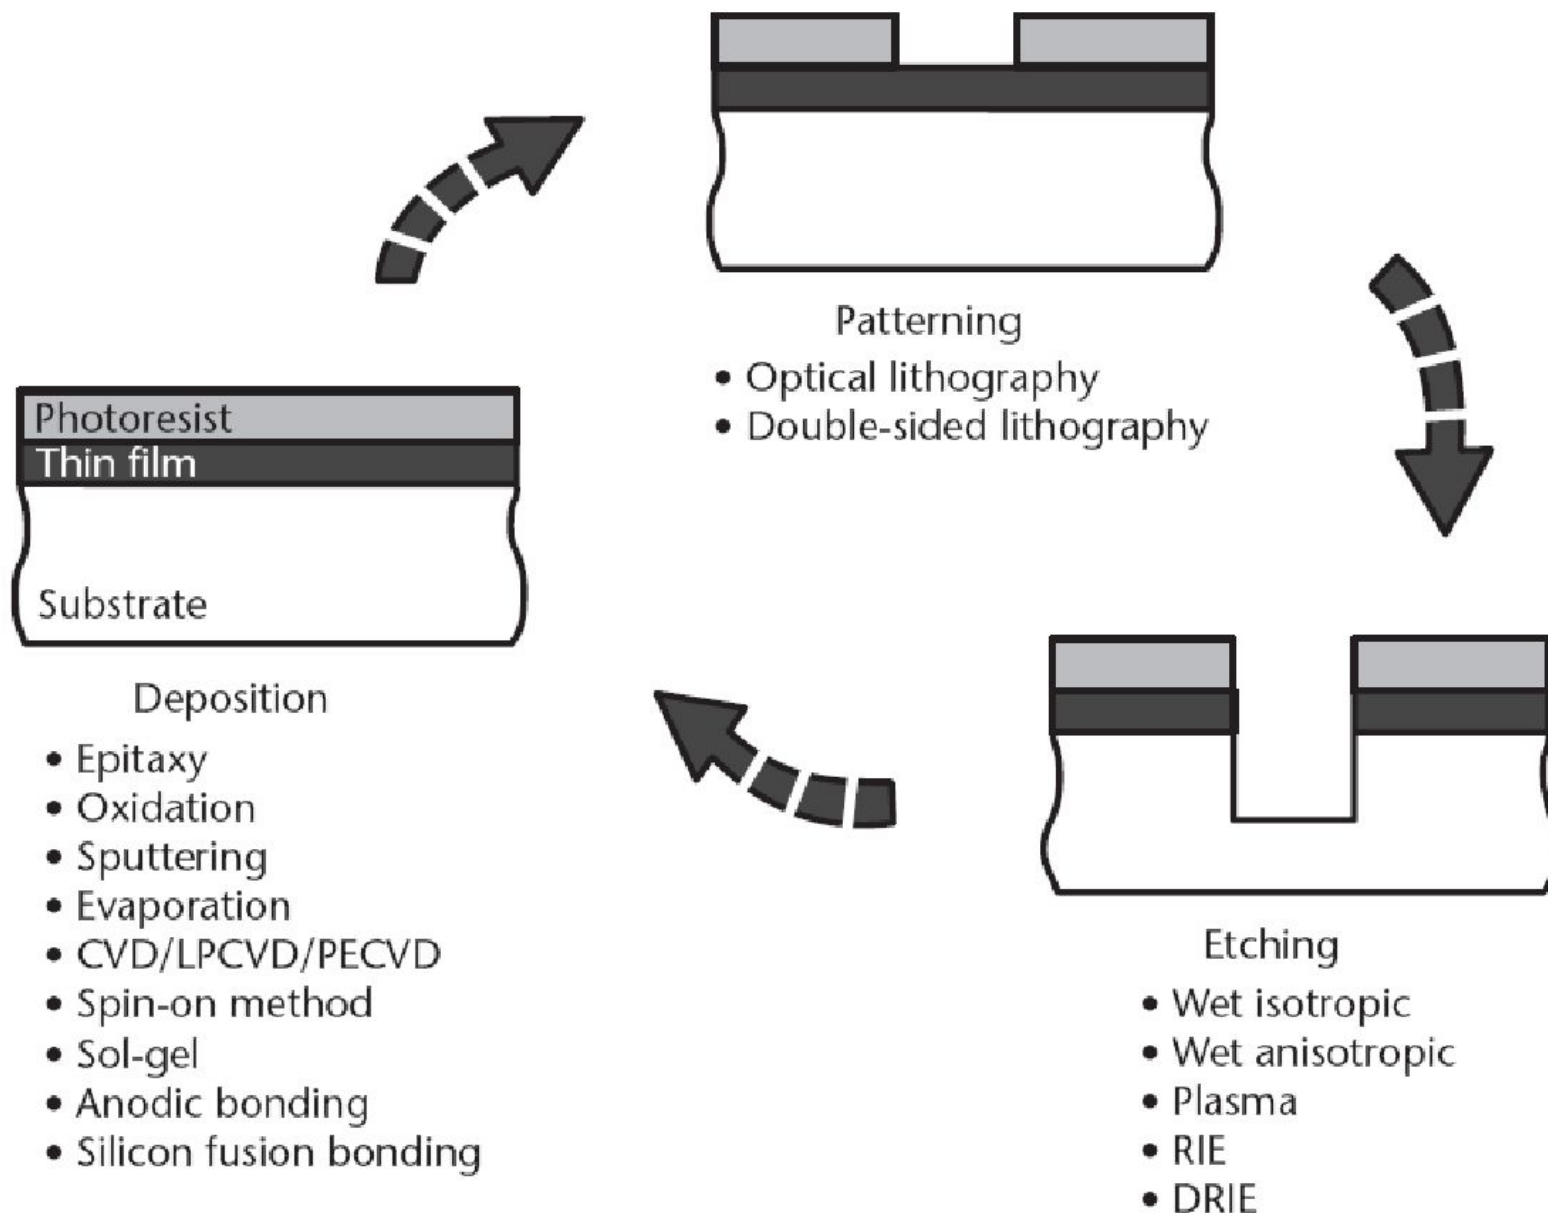 Patterning
• Optical lithography
• Double-sided lithography
Photoresist
Thin film
Substrate
Deposition
• Epitaxy
• Oxidation
• Sputtering
• Evaporation
• CVD/LPCVD/PECVD
• Spin-on method
• Sol-gel
• Anodic bonding
• Silicon fusion bonding
Etching
• Wet isotropic
• Wet anisotropic
• Plasma
• RIE
• DRIE